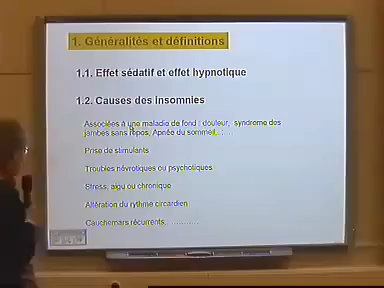 1. Généralités et définitions
1.1. Effet sédatif et effet hypnotique
1.2. Causes des insomnies
Associées à une maladie de fond : douleur, syndrome des
jambes sans repos, Apnée du sommeil, .....
Prise de stimulants
Troubles névrotiques ou psychotiques
Stress, aigu ou chronique
Altération du rythme circardien
Cauchemars récurrents, ............